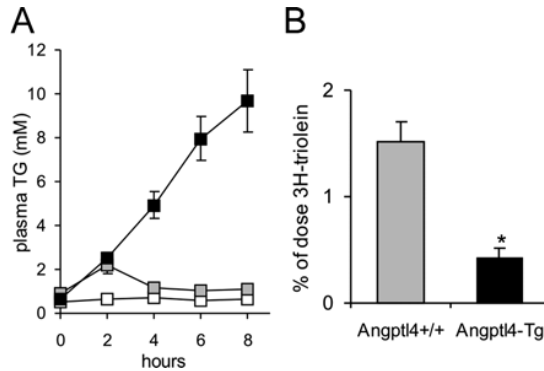 A
plasma TG (mM)
12
10
8
6
4
2
0
0 2 4 6 8
hours
B
% of dose 3H-triolein
2
1
0
*
Angptl4+/+ Angptl4-Tg